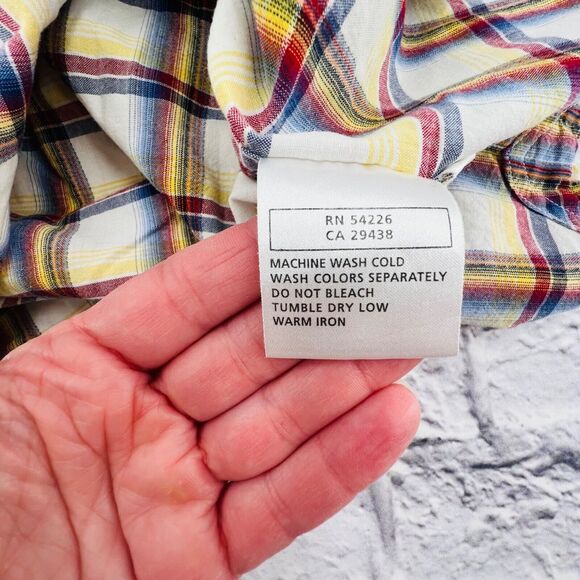 RN 54226
CA 29438
MACHINE WASH COLD
WASH COLORS SEPARATELY
DO NOT BLEACH
TUMBLE DRY LOW
WARM IRON